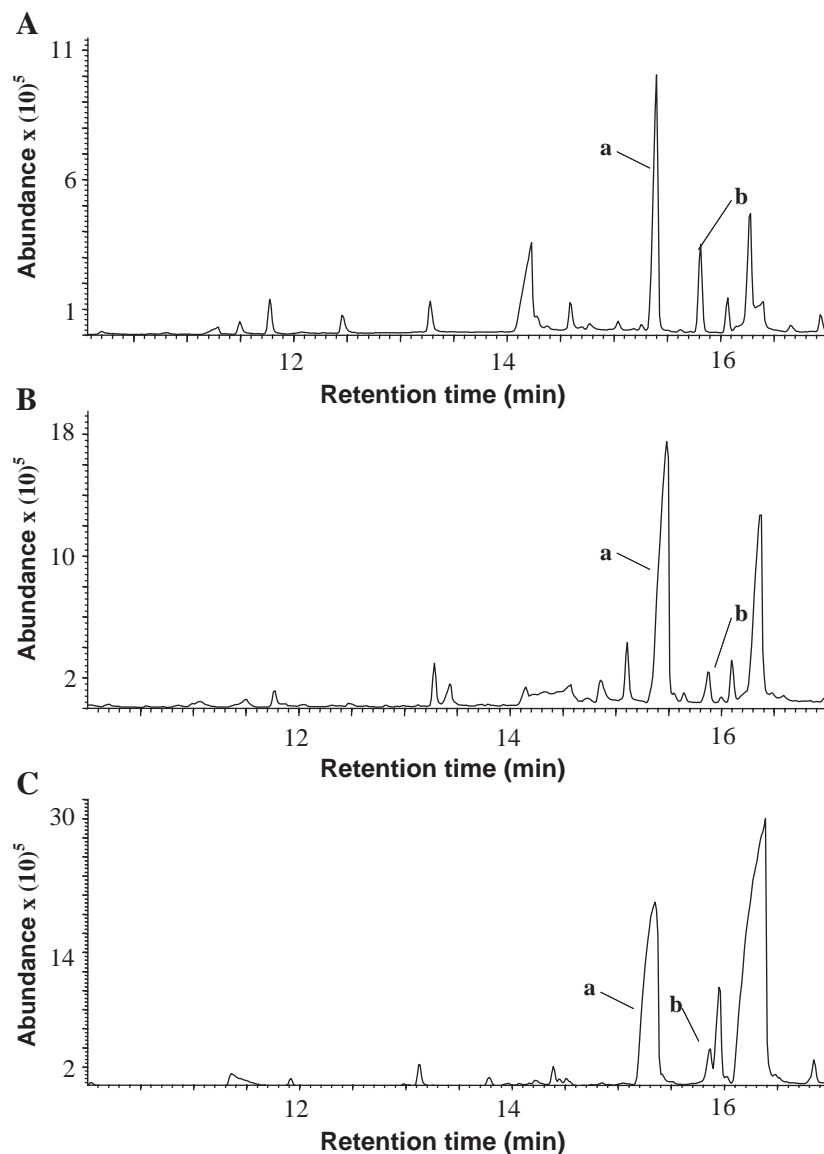 A
Abundance x (10)⁵
11
6
1
a
b
12
14
16
Retention time (min)
B
Abundance x (10)⁵
18
10
2
a
b
12
14
16
Retention time (min)
C
Abundance x (10)⁵
30
14
2
a
b
12
14
16
Retention time (min)